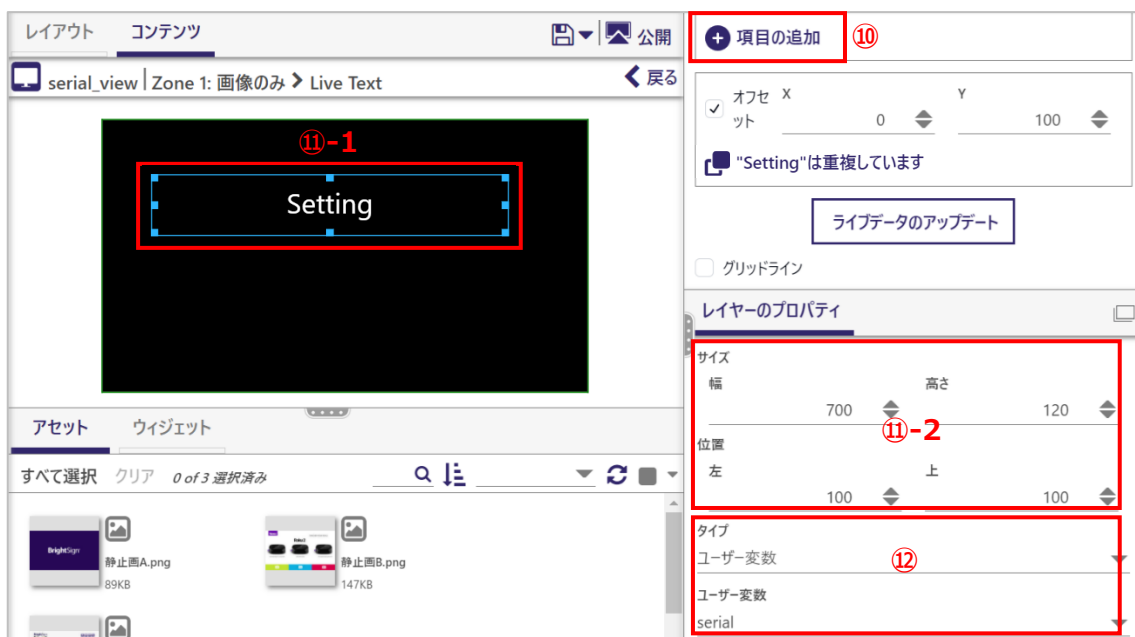 レイアウト コンテンツ 公開
serial_view Zone 1: 画像のみ Live Text 戻る
⑪-1
Setting
アセット ウィジェット
すべて選択 クリア 0 of 3 選択済み
BrightSign
静止画A.png
89KB
静止画B.png
147KB
項目の追加 ⑩
オフセ
ット
X
0
Y
100
"Setting"は重複しています
ライブデータのアップデート
グリッドライン
レイヤーのプロパティ
サイズ
幅 高さ
700 120
⑪-2
位置
左 上
100 100
タイプ
ユーザー変数
⑫
ユーザー変数
serial